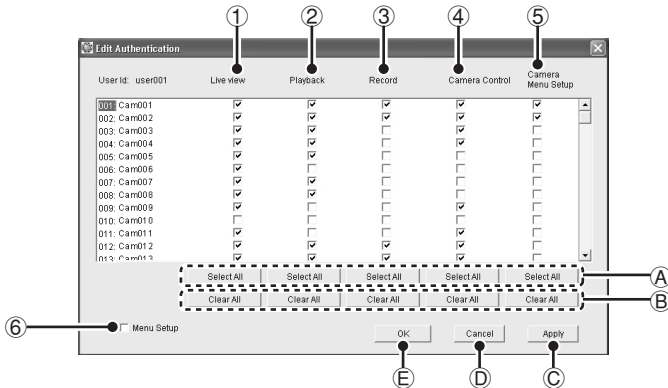 ① ② ③ ④ ⑤
Edit Authentication
User Id: user001 Live view Playback Record Camera Control Camera Menu Setup
001: Cam001
002: Cam002
003: Cam003
004: Cam004
005: Cam005
006: Cam006
007: Cam007
008: Cam008
009: Cam009
010: Cam010
011: Cam011
012: Cam012
013: Cam013
Select All Select All Select All Select All Select All Ⓐ
Clear All Clear All Clear All Clear All Clear All Ⓑ
⑥ Menu Setup OK Cancel Apply
Ⓔ Ⓓ Ⓒ